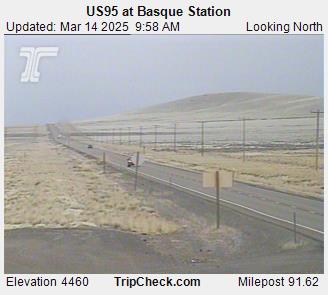 US95 at Basque Station
Updated: Mar 14 2025 9:58 AM Looking North
Elevation 4460 TripCheck.com Milepost 91.62